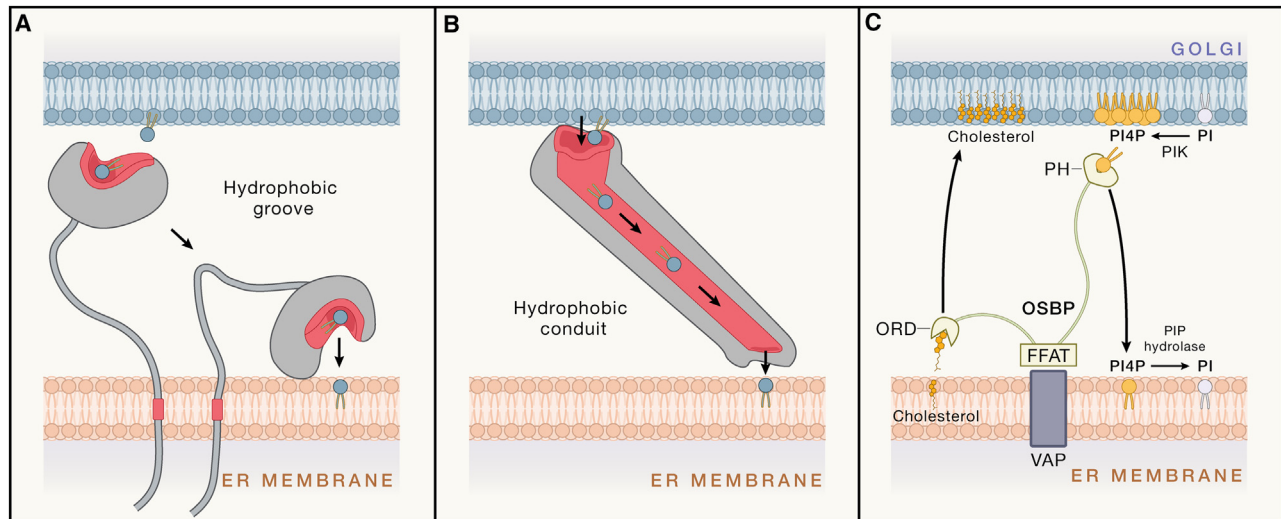 A
Hydrophobic
groove
ER MEMBRANE
B
Hydrophobic
conduit
ER MEMBRANE
C
GOLGI
Cholesterol
PI4P
PI
PIK
PH
ORD
OSBP
FFAT
PIP
hydrolase
PI4P
PI
Cholesterol
VAP
ER MEMBRANE